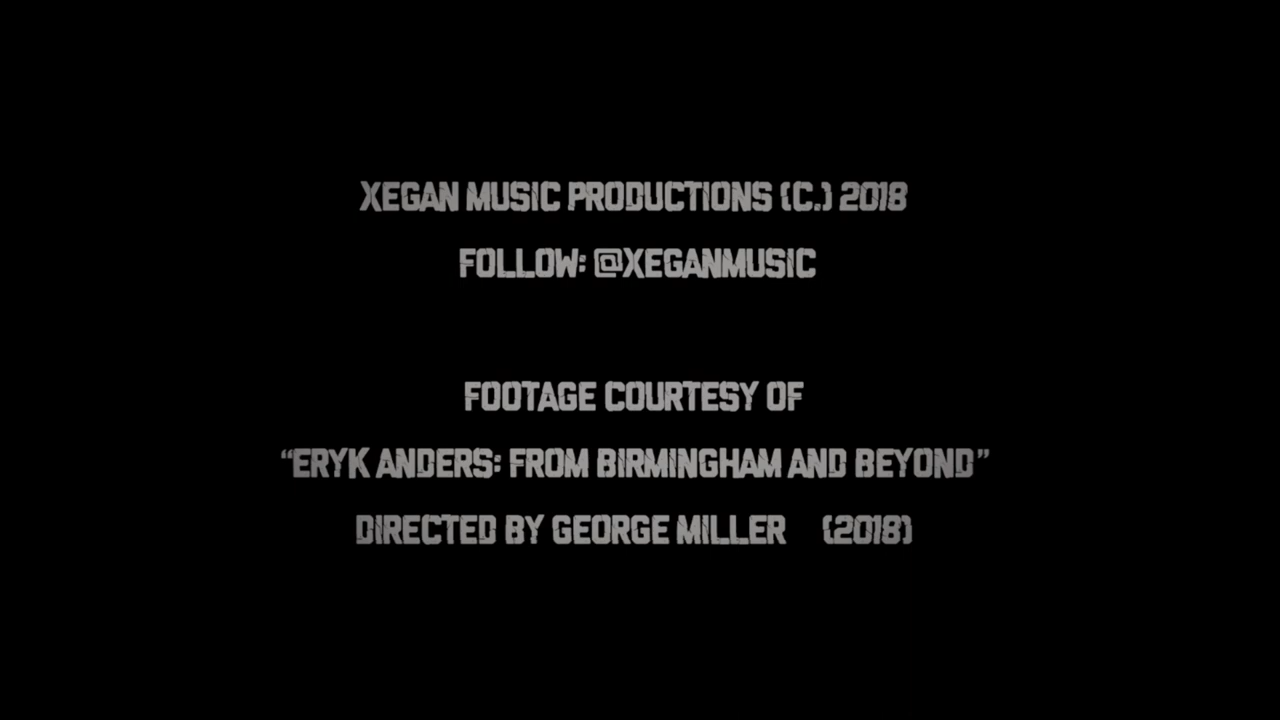 XEGAN MUSIC PRODUCTIONS (C.) 2018
FOLLOW: @XEGANMUSIC
FOOTAGE COURTESY OF
“ERYK ANDERS: FROM BIRMINGHAM AND BEYOND”
DIRECTED BY GEORGE MILLER (2018)